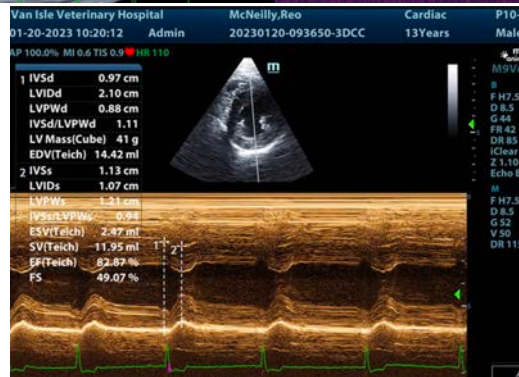 Van Isle Veterinary Hospital McNeilly,Reo Cardiac P10-
01-20-2023 10:20:12 Admin 20230120-093650-3DCC 13Years Male
AP 100.0% MI 0.6 TIS 0.9 HR 110
m
M9V
1 IVSd 0.97 cm
LVIDd 2.10 cm
LVPWd 0.88 cm
IVSd/LVPWd 1.11
LV Mass(Cube) 41 g
EDV(Teich) 14.42 ml
2 IVSs 1.13 cm
LVIDs 1.07 cm
LVPWs 1.21 cm
IVSs/LVPWs 0.94
ESV(Teich) 2.47 ml
SV(Teich) 11.95 ml
EF(Teich) 82.87 %
FS 49.07 %
1 2
B
F H7.5
D 8.5
G 44
FR 42
DR 85
iClear
Z 1.10
Echo
M
F H7.5
D 8.5
G 52
V 50
DR 11